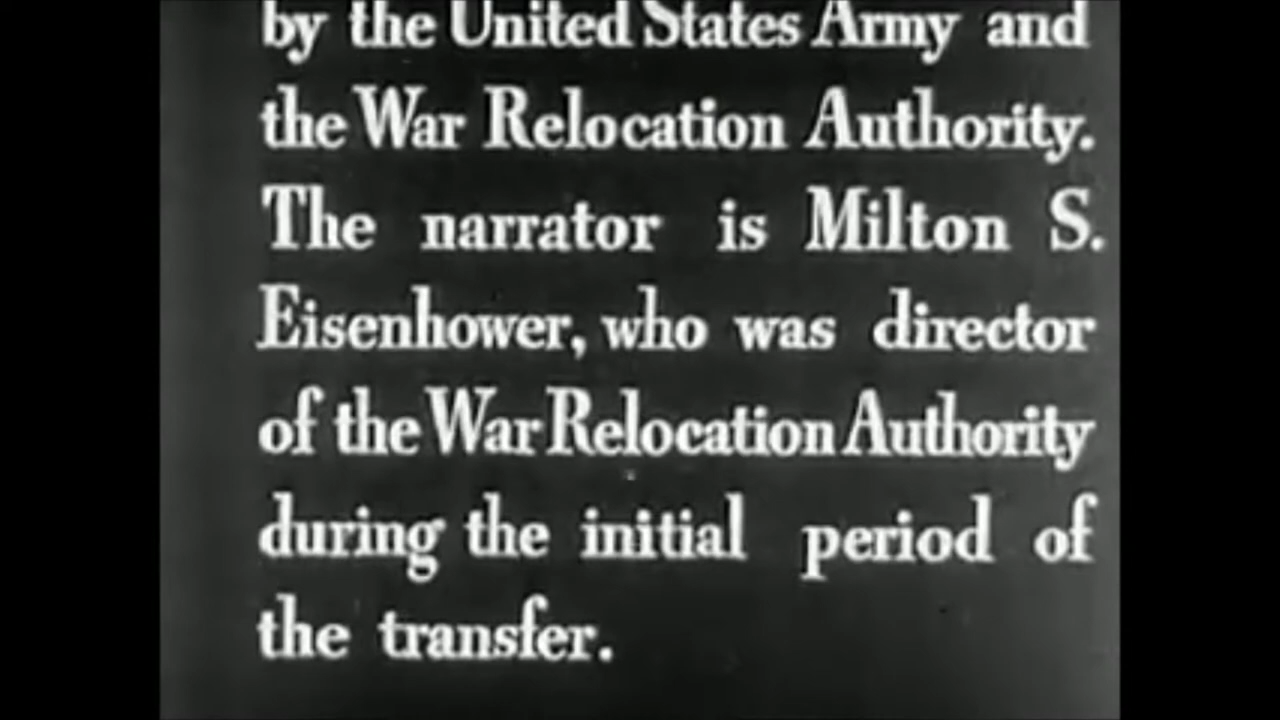 by the United States Army and
the War Relocation Authority.
The narrator is Milton S.
Eisenhower, who was director
of the War Relocation Authority
during the initial period of
the transfer.